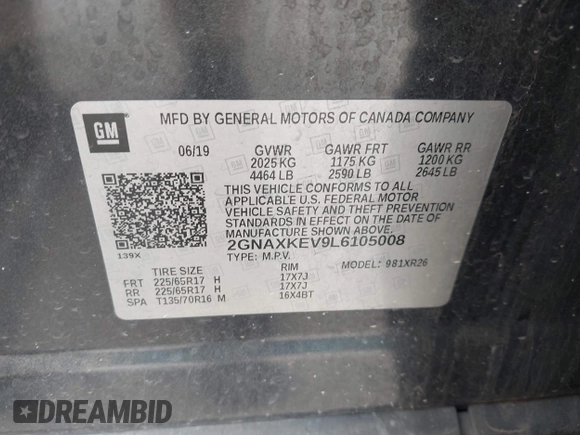 GM
MFD BY GENERAL MOTORS OF CANADA COMPANY
06/19 GVWR GAWR FRT GAWR RR
2025 KG 1175 KG 1200 KG
4464 LB 2590 LB 2645 LB
THIS VEHICLE CONFORMS TO ALL
APPLICABLE U.S. FEDERAL MOTOR
VEHICLE SAFETY AND THEFT PREVENTION
STANDARDS IN EFFECT ON THE DATE OF
MANUFACTURE SHOWN ABOVE.
2GNAXKEV9L6105008
139X TYPE: M.P.V. MODEL: 981XR26
TIRE SIZE RIM
FRT 225/65R17 H 17X7J
RR 225/65R17 H 17X7J
SPA T135/70R16 M 16X4BT
DREAMBID